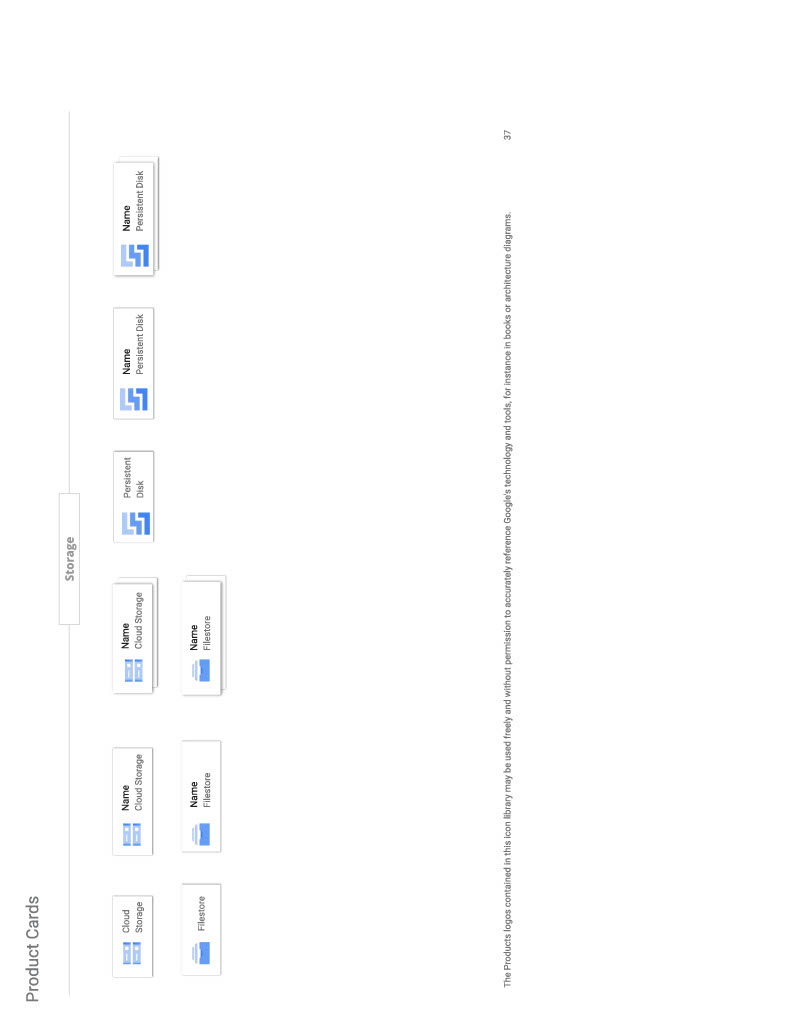 Product Cards
Storage
Cloud
Storage
Name
Cloud Storage
Name
Cloud Storage
Persistent
Disk
Name
Persistent Disk
Name
Persistent Disk
Filestore
Name
Filestore
Name
Filestore
The Products logos contained in this icon library may be used freely and without permission to accurately reference Google's technology and tools, for instance in books or architecture diagrams.
37